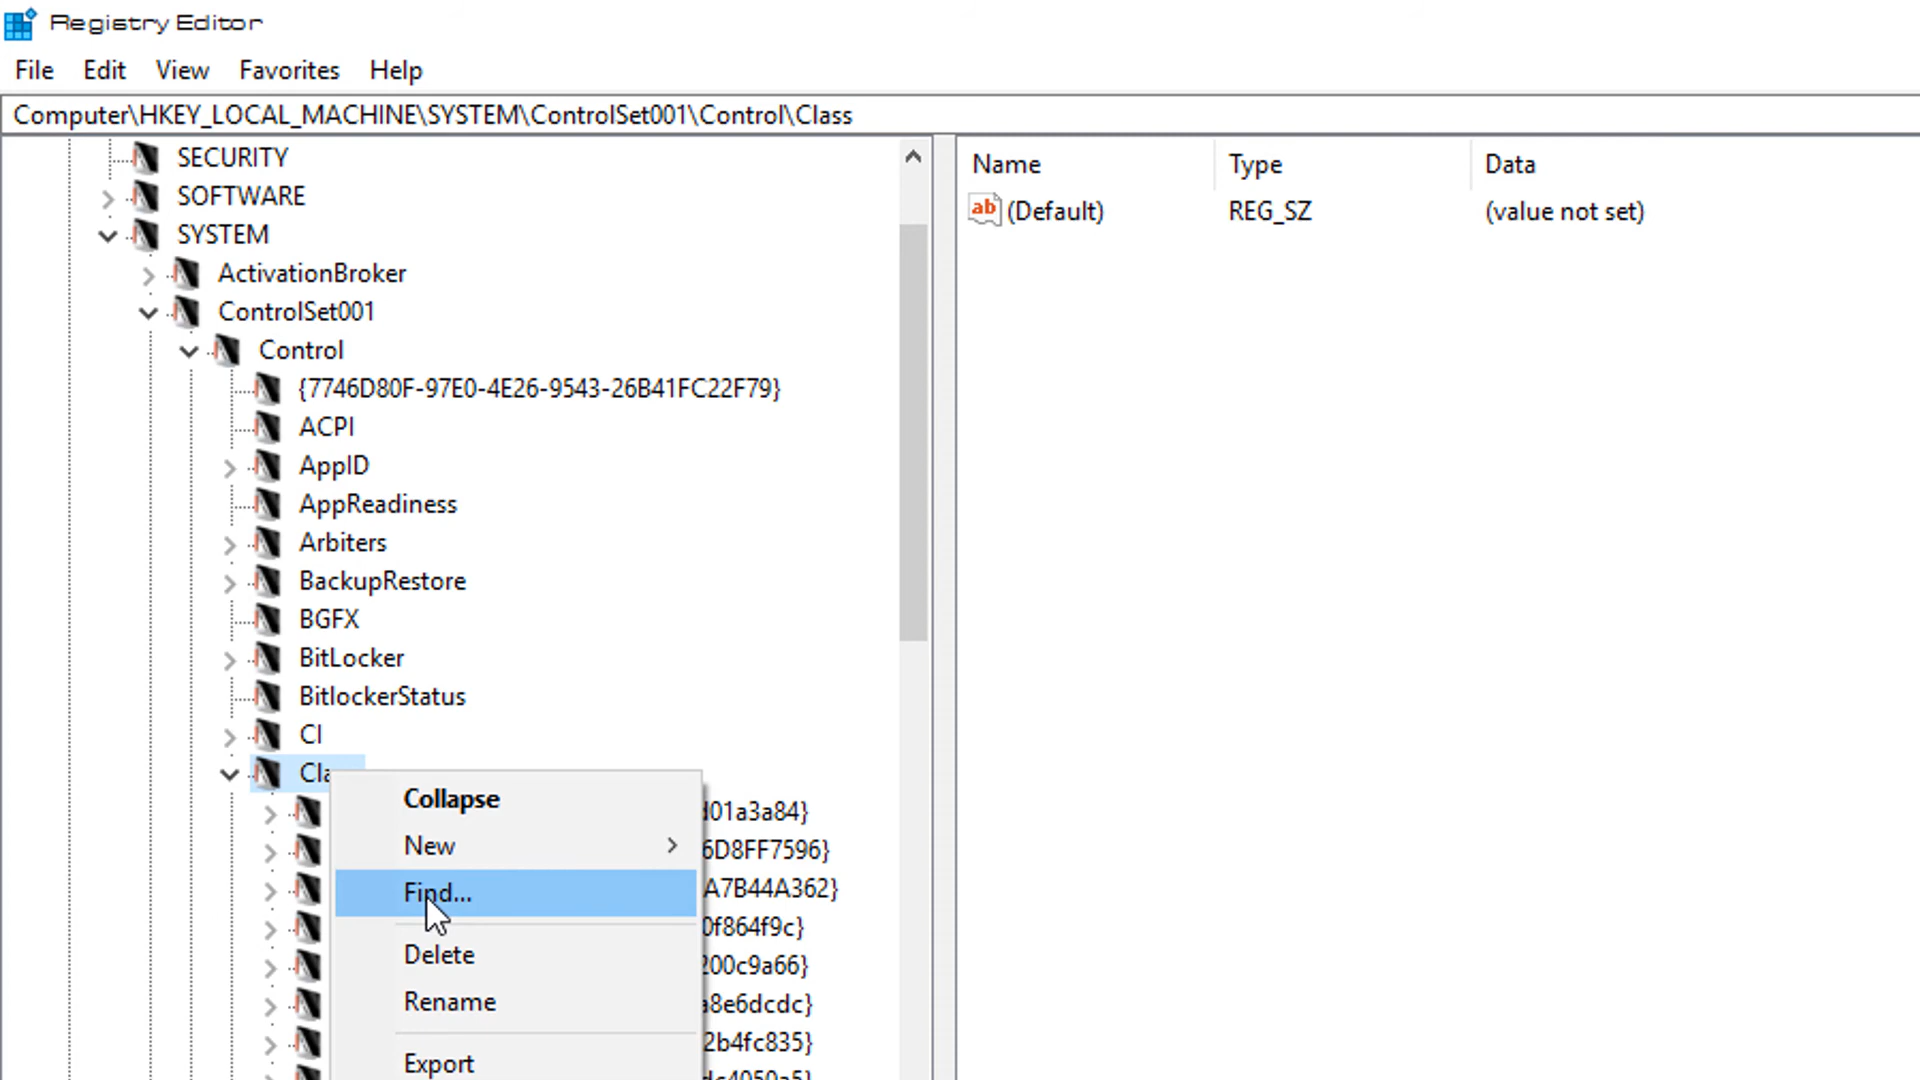 Registry Editor
File Edit View Favorites Help
Computer\HKEY_LOCAL_MACHINE\SYSTEM\ControlSet001\Control\Class
SECURITY
SOFTWARE
SYSTEM
ActivationBroker
ControlSet001
Control
{7746D80F-97E0-4E26-9543-26B41FC22F79}
ACPI
AppID
AppReadiness
Arbiters
BackupRestore
BGFX
BitLocker
BitlockerStatus
CI
Cla
d01a3a84}
6D8FF7596}
A7B44A362}
0f864f9c}
200c9a66}
a8e6dcdc}
2b4fc835}
Collapse
New
Find...
Delete
Rename
Export
Name Type Data
ab (Default) REG_SZ (value not set)